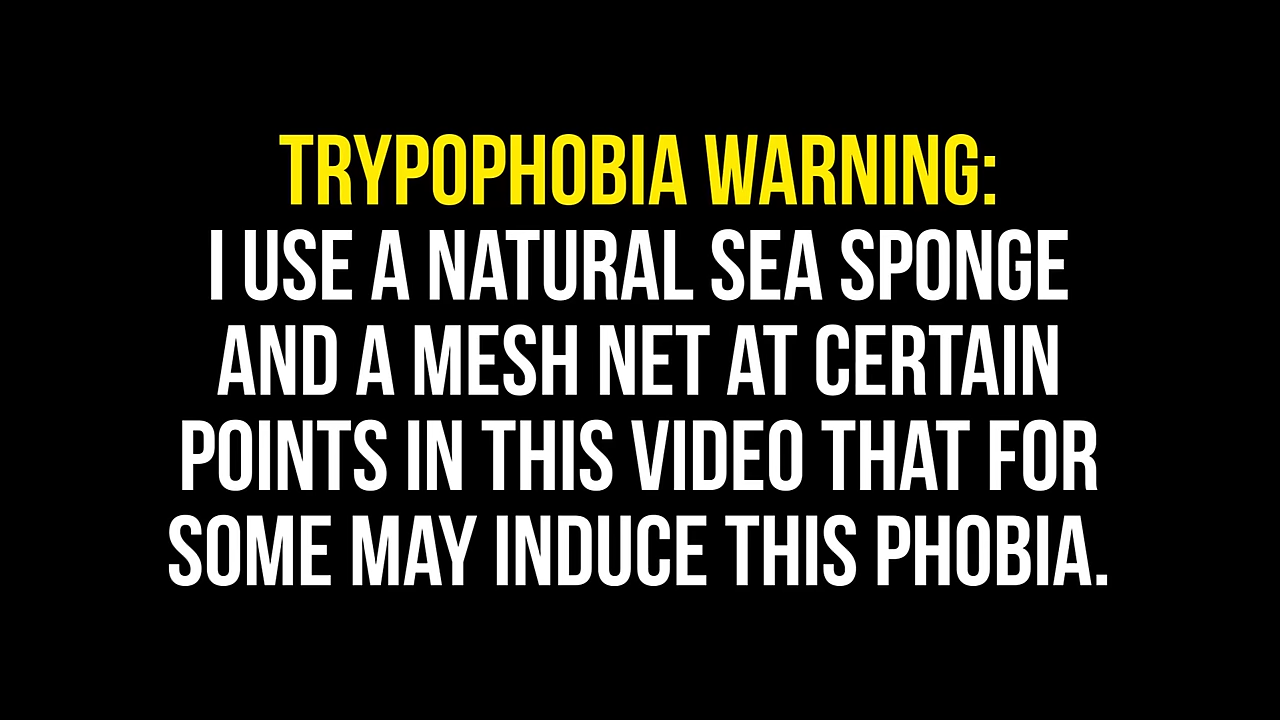 TRYPOPHOBIA WARNING:
I USE A NATURAL SEA SPONGE
AND A MESH NET AT CERTAIN
POINTS IN THIS VIDEO THAT FOR
SOME MAY INDUCE THIS PHOBIA.